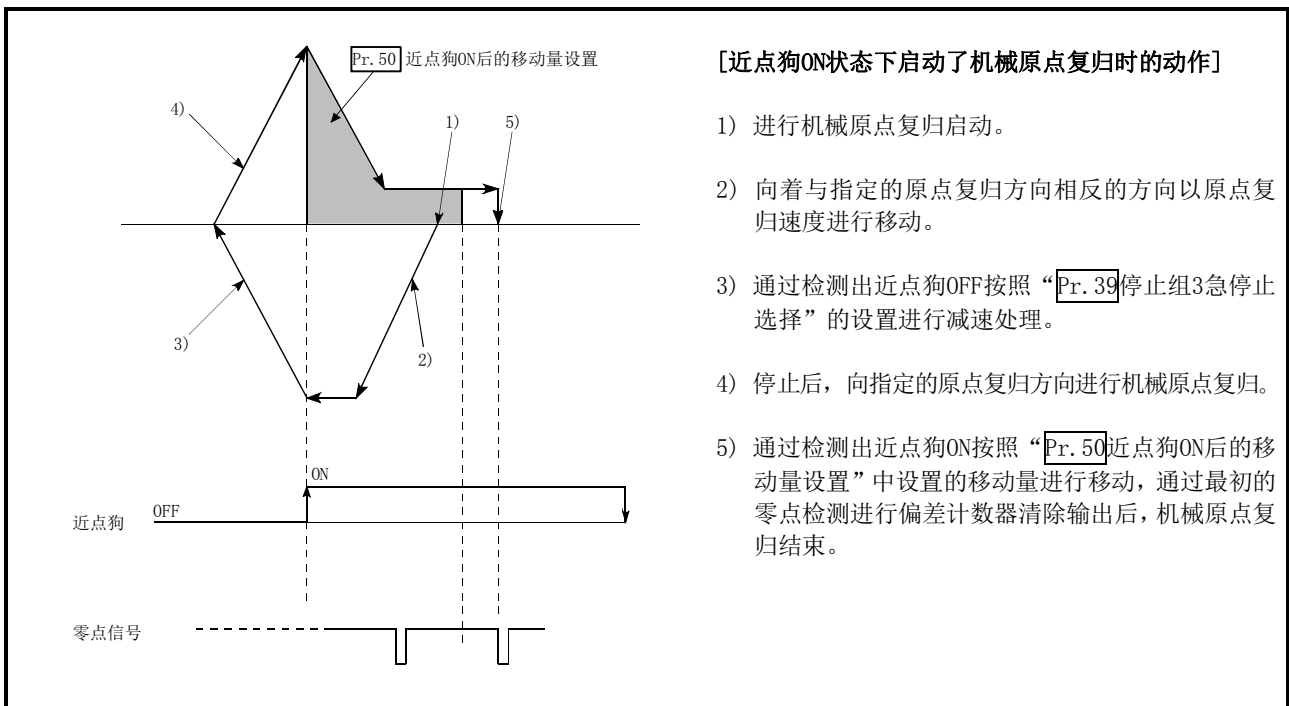 Pr.50 近点狗ON后的移动量设置
4)
1)
5)
3)
2)
ON
近点狗
OFF
零点信号
[近点狗ON状态下启动了机械原点复归时的动作]
1) 进行机械原点复归启动。
2) 向着与指定的原点复归方向相反的方向以原点复
归速度进行移动。
3) 通过检测出近点狗OFF按照“Pr.39停止组3急停止
选择”的设置进行减速处理。
4) 停止后，向指定的原点复归方向进行机械原点复归。
5) 通过检测出近点狗ON按照“Pr.50近点狗ON后的移
动量设置”中设置的移动量进行移动，通过最初的
零点检测进行偏差计数器清除输出后，机械原点复
归结束。